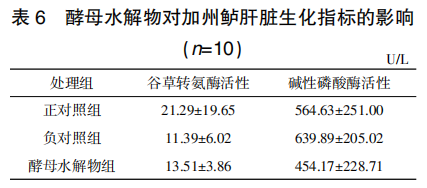 表 6 酵母水解物对加州鲈肝脏生化指标的影响
(n=10)
U/L
处理组 谷草转氨酶活性 碱性磷酸酶活性
正对照组 21.29±19.65 564.63±251.00
负对照组 11.39±6.02 639.89±205.02
酵母水解物组 13.51±3.86 454.17±228.71